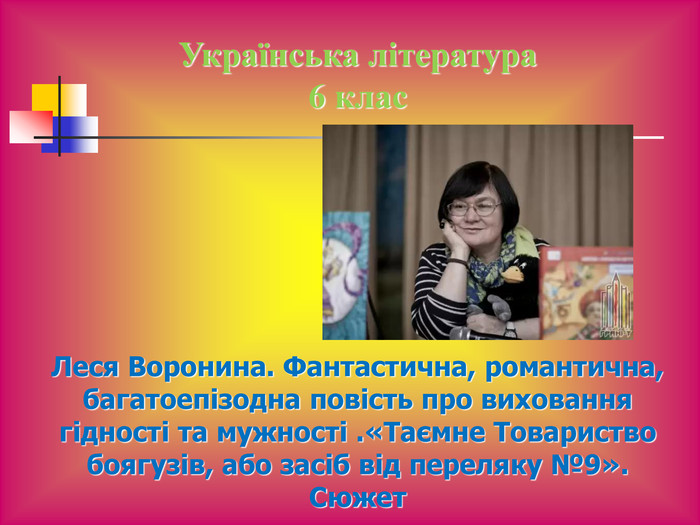 Українська література
6 клас
Леся Воронина. Фантастична, романтична,
багатоепізодна повість про виховання
гідності та мужності .«Таємне Товариство
боягузів, або засіб від переляку №9».
Сюжет